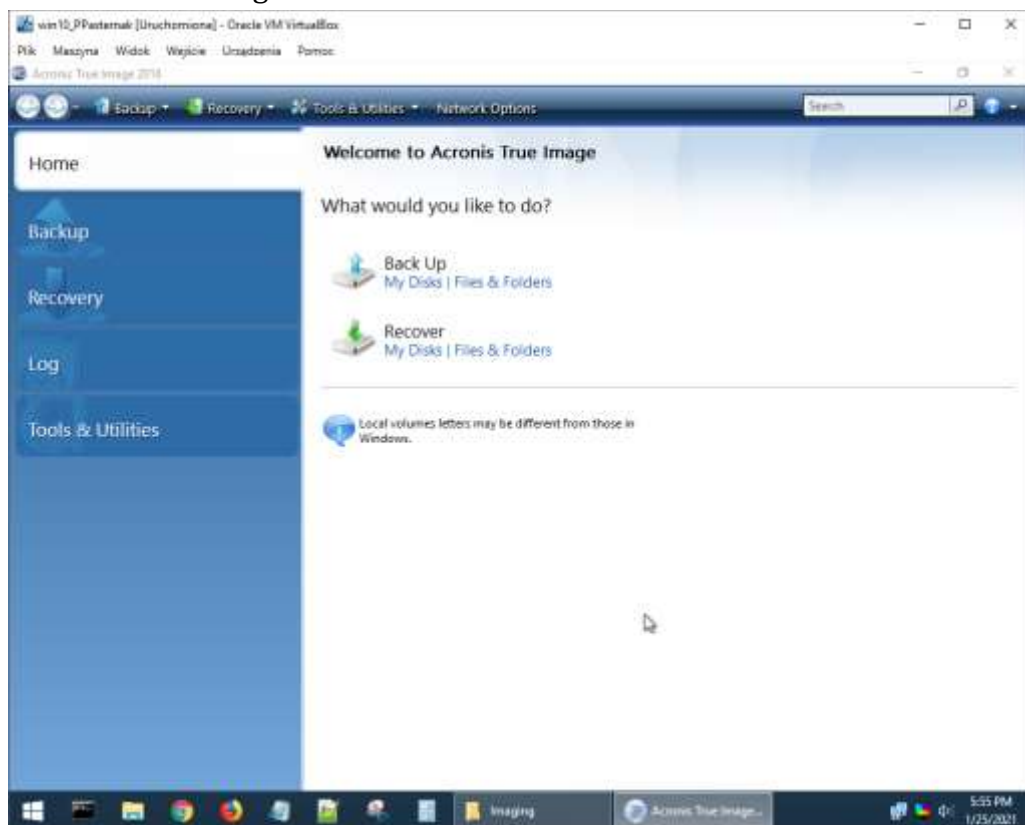 win10_PPasternak [Uruchomiona] - Oracle VM VirtualBox
Plik Maszyna Widok Wejście Urządzenia Pomoc
Acronis True Image 2018
Backup Recovery Tools & Utilities Network Options Search
Home
Welcome to Acronis True Image
What would you like to do?
Backup
Back Up
My Disks | Files & Folders
Recovery
Recover
My Disks | Files & Folders
Log
Tools & Utilities
Local volumes letters may be different from those in
Windows.
Imaging
Acronis True Image...
5:55 PM
1/25/2021